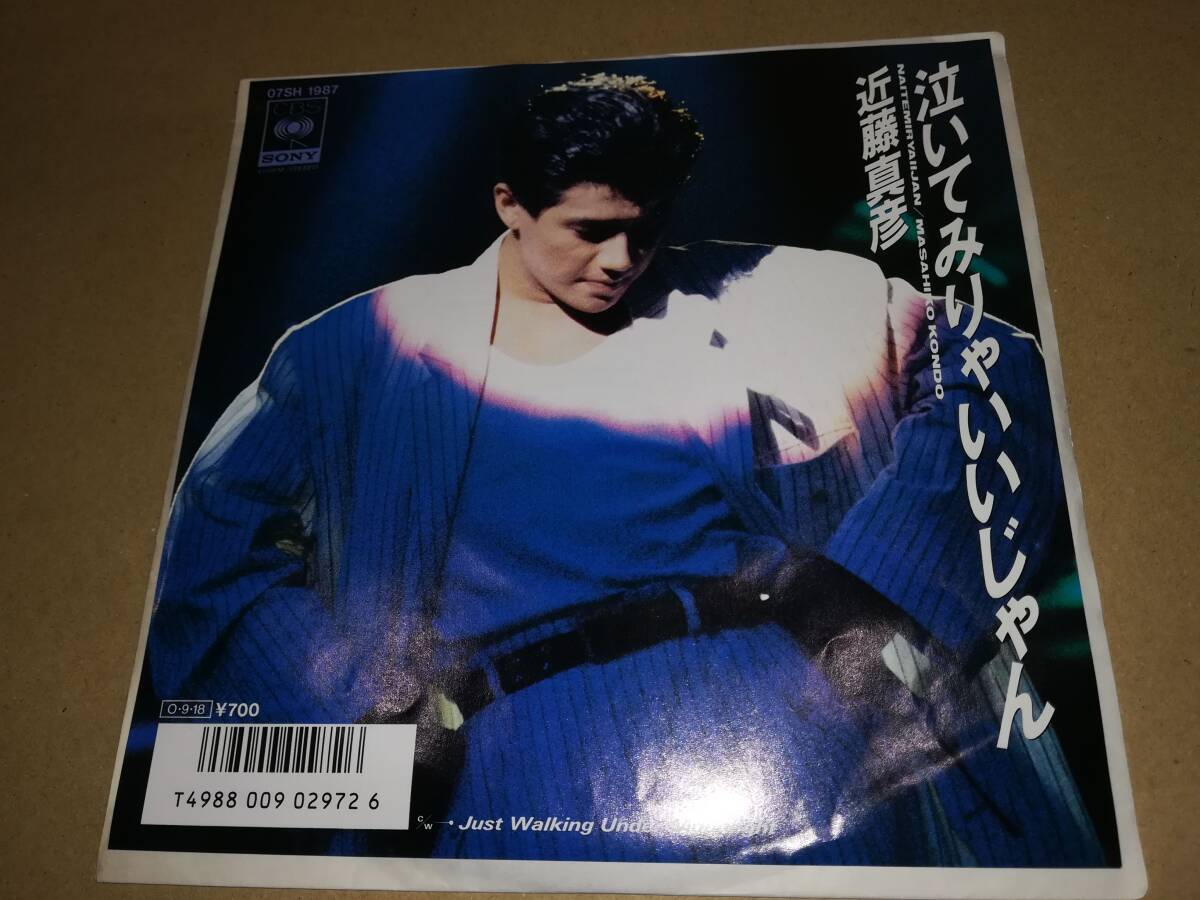 07SH 1987
CBS
SONY
泣いてみりゃいいじゃん
NAITEMIRYAIIJAN/MASAHIKO KONDO
近藤真彦
O・9・18 ¥700
T4988 009 02972 6
c/w Just Walking